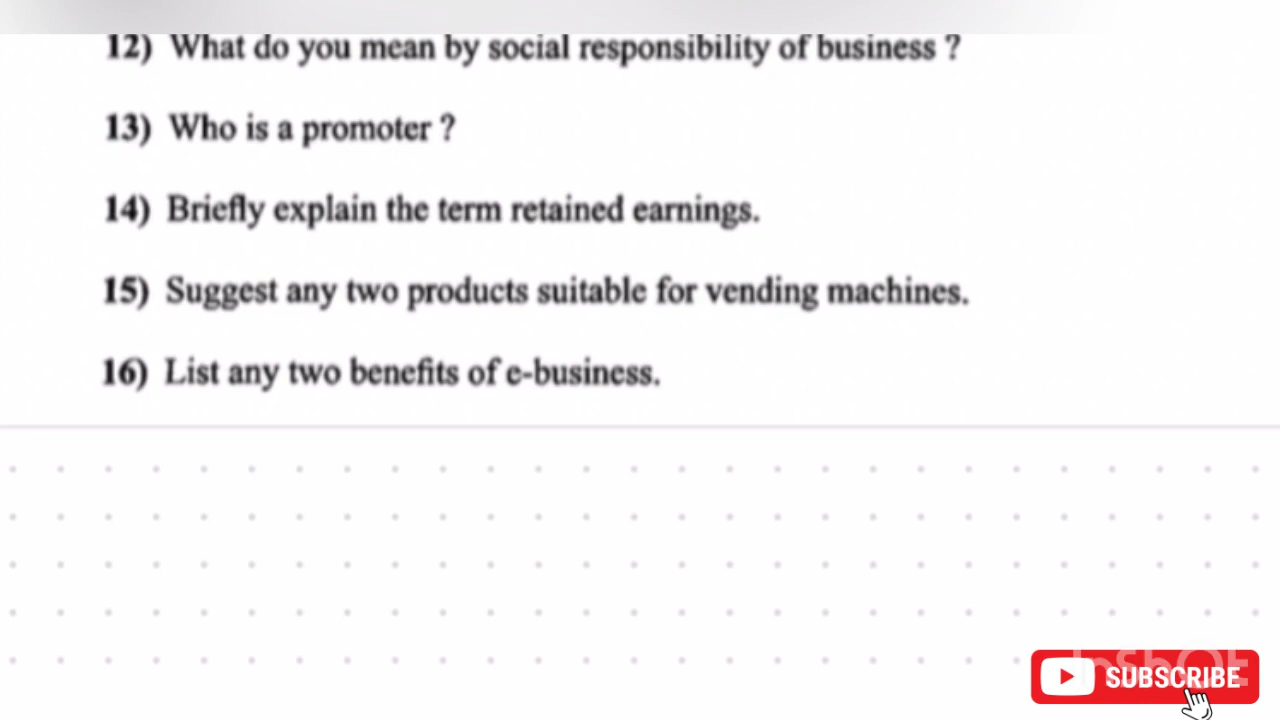 12) What do you mean by social responsibility of business ?
13) Who is a promoter ?
14) Briefly explain the term retained earnings.
15) Suggest any two products suitable for vending machines.
16) List any two benefits of e-business.
SUBSCRIBE